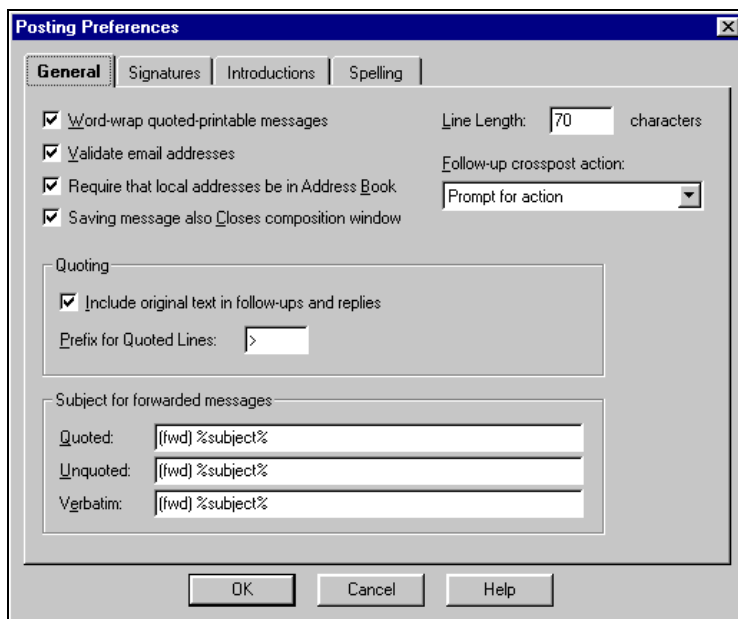 Posting Preferences
General Signatures Introductions Spelling
Word-wrap quoted-printable messages
Validate email addresses
Require that local addresses be in Address Book
Saving message also Closes composition window
Line Length: 70 characters
Follow-up crosspost action:
Prompt for action
Quoting
Include original text in follow-ups and replies
Prefix for Quoted Lines: >
Subject for forwarded messages
Quoted: (fwd) %subject%
Unquoted: (fwd) %subject%
Verbatim: (fwd) %subject%
OK Cancel Help